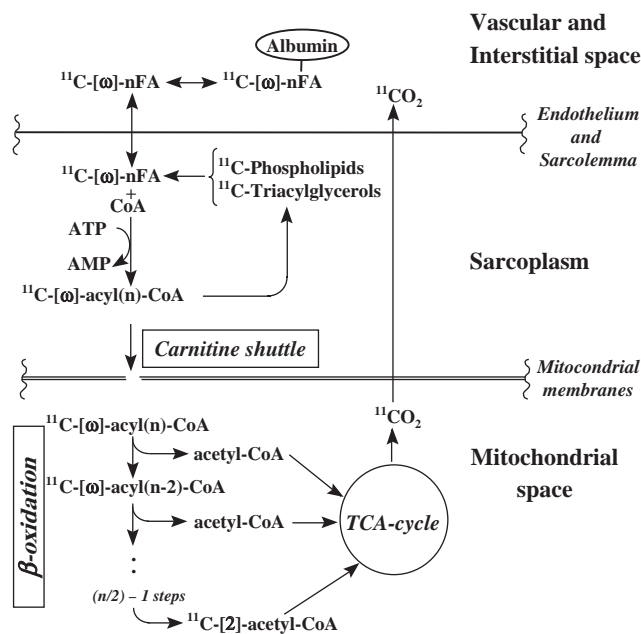 Vascular and
Interstitial space
Albumin
¹¹C-[ω]-nFA
¹¹C-[ω]-nFA
¹¹CO₂
Endothelium
and
Sarcolemma
¹¹C-[ω]-nFA
+
CoA
¹¹C-Phospholipids
¹¹C-Triacylglycerols
ATP
AMP
Sarcoplasm
¹¹C-[ω]-acyl(n)-CoA
Carnitine shuttle
Mitocondrial
membranes
¹¹CO₂
β-oxidation
¹¹C-[ω]-acyl(n)-CoA
acetyl-CoA
¹¹C-[ω]-acyl(n-2)-CoA
Mitochondrial
space
acetyl-CoA
TCA-cycle
(n/2) – 1 steps
¹¹C-[2]-acetyl-CoA